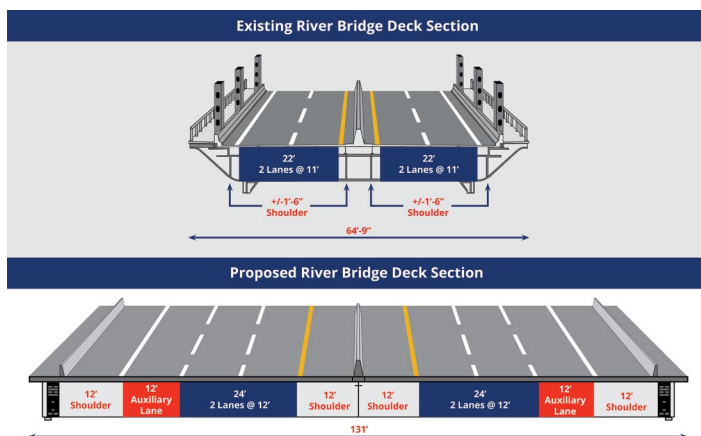 Existing River Bridge Deck Section
22' 22'
2 Lanes @ 11' 2 Lanes @ 11'
+/-1'-6" +/-1'-6"
Shoulder Shoulder
64'-9"
Proposed River Bridge Deck Section
12' 12' 24' 12' 12' 24' 12' 12'
Shoulder Auxiliary 2 Lanes @ 12' Shoulder Shoulder 2 Lanes @ 12' Auxiliary Shoulder
Lane Lane
131'